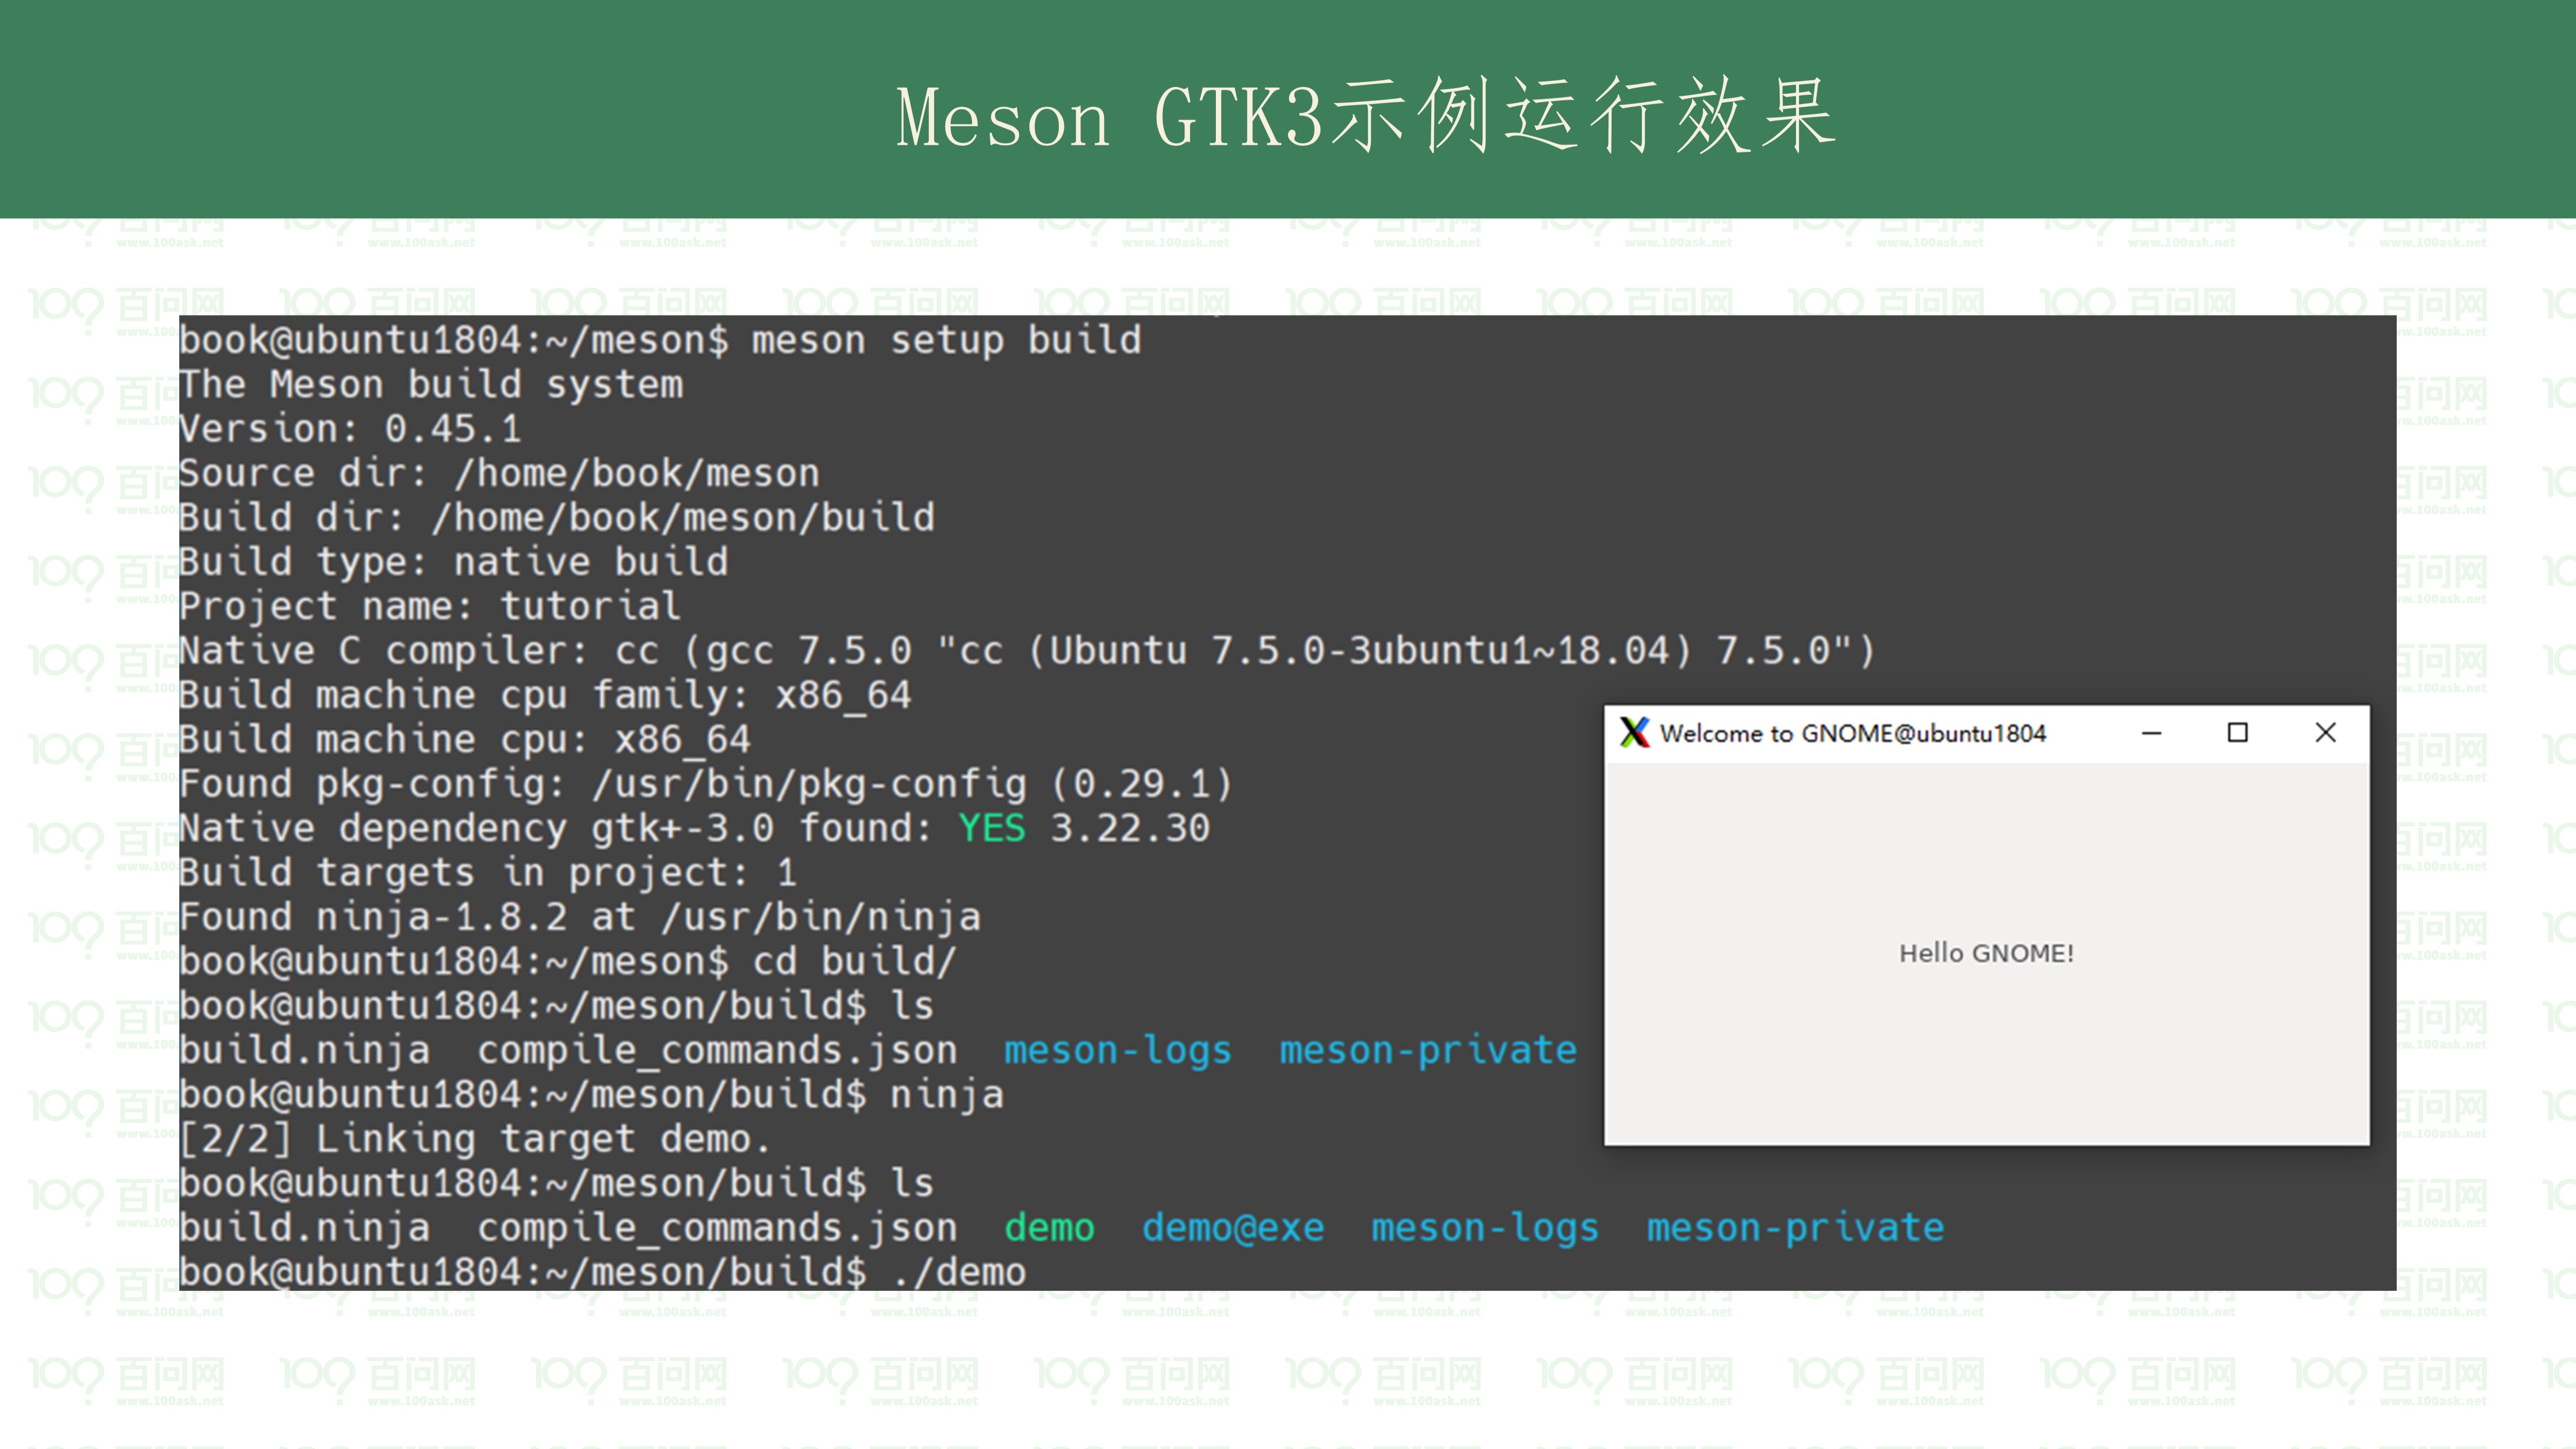 Meson GTK3示例运行效果
book@ubuntu1804:~/meson$ meson setup build
The Meson build system
Version: 0.45.1
Source dir: /home/book/meson
Build dir: /home/book/meson/build
Build type: native build
Project name: tutorial
Native C compiler: cc (gcc 7.5.0 "cc (Ubuntu 7.5.0-3ubuntu1~18.04) 7.5.0")
Build machine cpu family: x86_64
Build machine cpu: x86_64
Found pkg-config: /usr/bin/pkg-config (0.29.1)
Native dependency gtk+-3.0 found: YES 3.22.30
Build targets in project: 1
Found ninja-1.8.2 at /usr/bin/ninja
book@ubuntu1804:~/meson$ cd build/
book@ubuntu1804:~/meson/build$ ls
build.ninja  compile_commands.json  meson-logs  meson-private
book@ubuntu1804:~/meson/build$ ninja
[2/2] Linking target demo.
book@ubuntu1804:~/meson/build$ ls
build.ninja  compile_commands.json  demo  demo@exe  meson-logs  meson-private
book@ubuntu1804:~/meson/build$ ./demo
Welcome to GNOME@ubuntu1804
Hello GNOME!
100 百问网
www.100ask.net